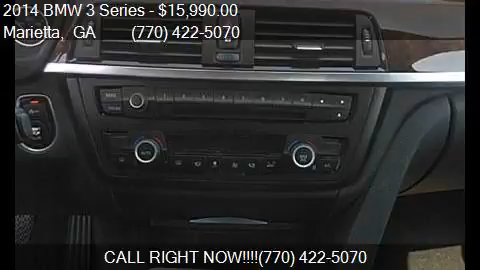 2014 BMW 3 Series - $15,990.00
Marietta, GA (770) 422-5070
CALL RIGHT NOW!!!!(770) 422-5070